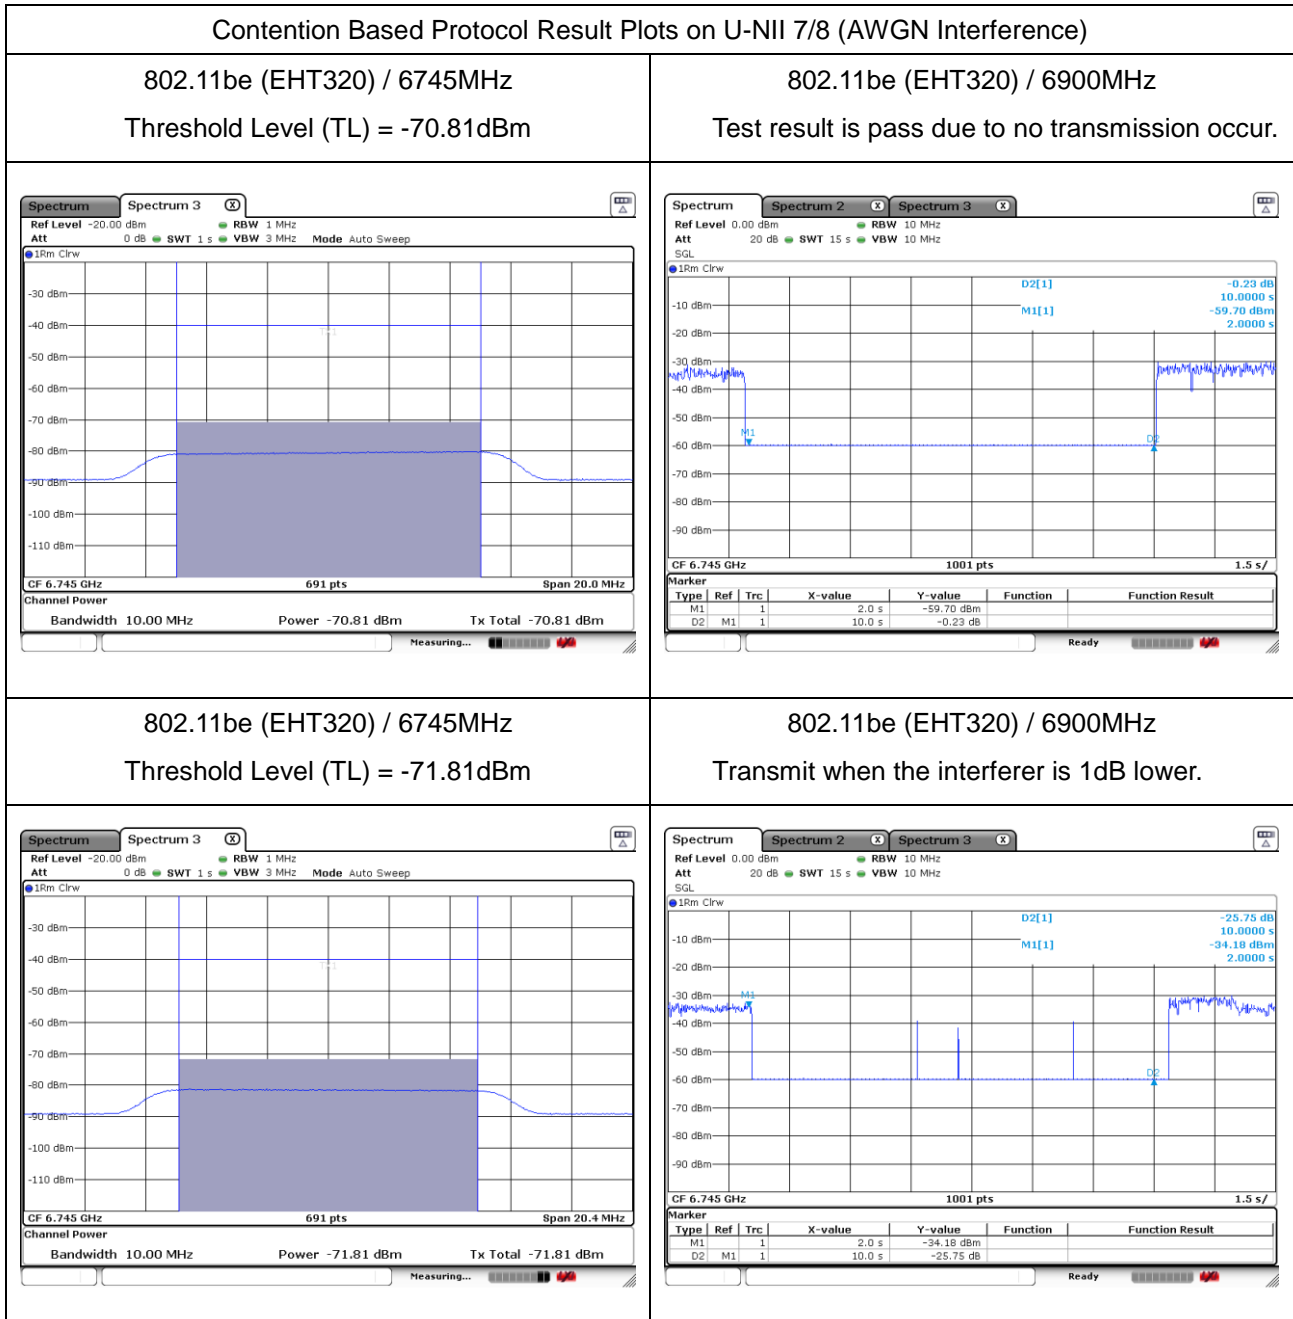 Contention Based Protocol Result Plots on U-NII 7/8 (AWGN Interference)
802.11be (EHT320) / 6745MHz
Threshold Level (TL) = -70.81dBm
802.11be (EHT320) / 6900MHz
Test result is pass due to no transmission occur.
Spectrum Spectrum 3 X
Ref Level -20.00 dBm RBW 1 MHz
Att 0 dB SWT 1 s VBW 3 MHz Mode Auto Sweep
1Rm Clrw
-30 dBm
-40 dBm
-50 dBm
-60 dBm
-70 dBm
-80 dBm
-90 dBm
-100 dBm
-110 dBm
CF 6.745 GHz 691 pts Span 20.0 MHz
Channel Power
Bandwidth 10.00 MHz Power -70.81 dBm Tx Total -70.81 dBm
Measuring...
Spectrum Spectrum 2 X Spectrum 3 X
Ref Level 0.00 dBm RBW 10 MHz
Att 20 dB SWT 15 s VBW 10 MHz
SGL
1Rm Clrw
D2[1] -0.23 dB
10.0000 s
M1[1] -59.70 dBm
2.0000 s
-10 dBm
-20 dBm
-30 dBm
-40 dBm
-50 dBm
M1
D2
-60 dBm
-70 dBm
-80 dBm
-90 dBm
CF 6.745 GHz 1001 pts 1.5 s/
Marker
Type Ref Trc X-value Y-value Function Function Result
M1 1 2.0 s -59.70 dBm
D2 M1 1 10.0 s -0.23 dB
Ready
802.11be (EHT320) / 6745MHz
Threshold Level (TL) = -71.81dBm
802.11be (EHT320) / 6900MHz
Transmit when the interferer is 1dB lower.
Spectrum Spectrum 3 X
Ref Level -20.00 dBm RBW 1 MHz
Att 0 dB SWT 1 s VBW 3 MHz Mode Auto Sweep
1Rm Clrw
-30 dBm
-40 dBm
-50 dBm
-60 dBm
-70 dBm
-80 dBm
-90 dBm
-100 dBm
-110 dBm
CF 6.745 GHz 691 pts Span 20.4 MHz
Channel Power
Bandwidth 10.00 MHz Power -71.81 dBm Tx Total -71.81 dBm
Measuring...
Spectrum Spectrum 2 X Spectrum 3 X
Ref Level 0.00 dBm RBW 10 MHz
Att 20 dB SWT 15 s VBW 10 MHz
SGL
1Rm Clrw
D2[1] -25.75 dB
10.0000 s
M1[1] -34.18 dBm
2.0000 s
-10 dBm
-20 dBm
-30 dBm
M1
-40 dBm
-50 dBm
D2
-60 dBm
-70 dBm
-80 dBm
-90 dBm
CF 6.745 GHz 1001 pts 1.5 s/
Marker
Type Ref Trc X-value Y-value Function Function Result
M1 1 2.0 s -34.18 dBm
D2 M1 1 10.0 s -25.75 dB
Ready